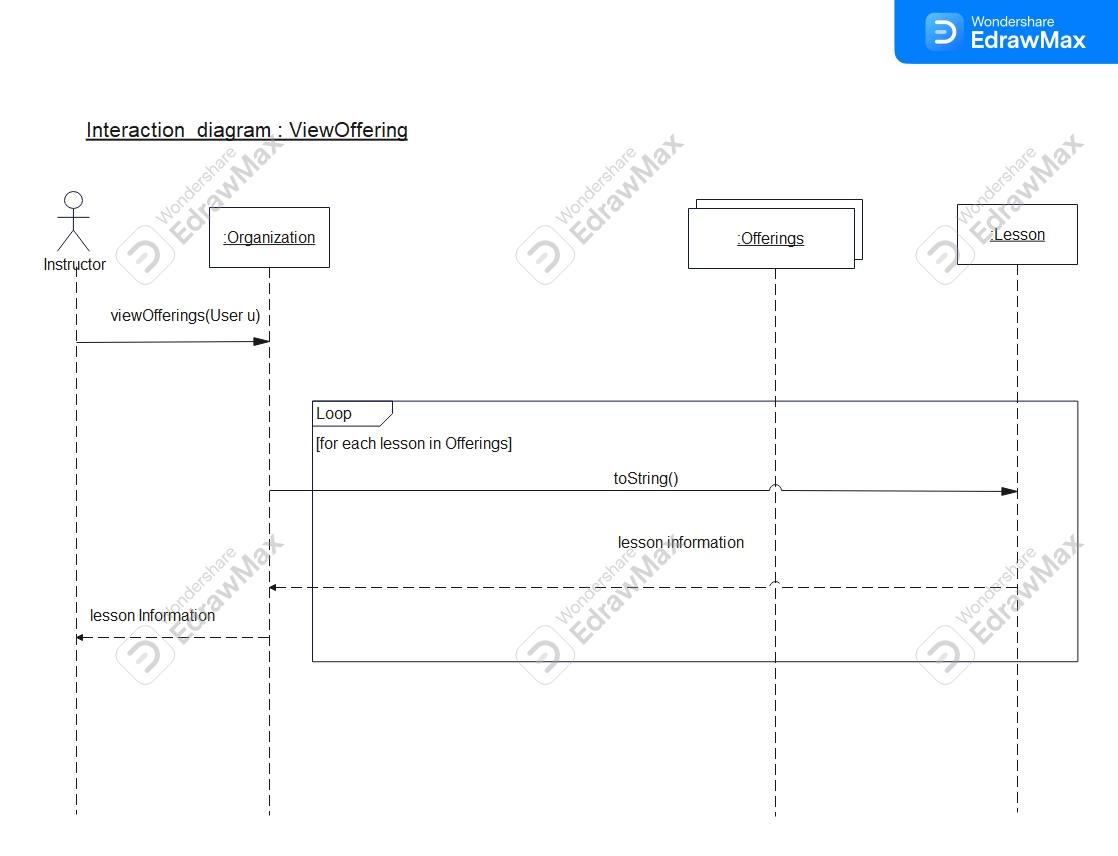 Wondershare
EdrawMax
Interaction diagram : ViewOffering
Instructor
:Organization
:Offerings
:Lesson
viewOfferings(User u)
Loop
[for each lesson in Offerings]
toString()
lesson information
lesson Information
Wondershare
EdrawMax
Wondershare
EdrawMax
Wondershare
EdrawMax
Wondershare
EdrawMax
Wondershare
EdrawMax
Wondershare
EdrawMax